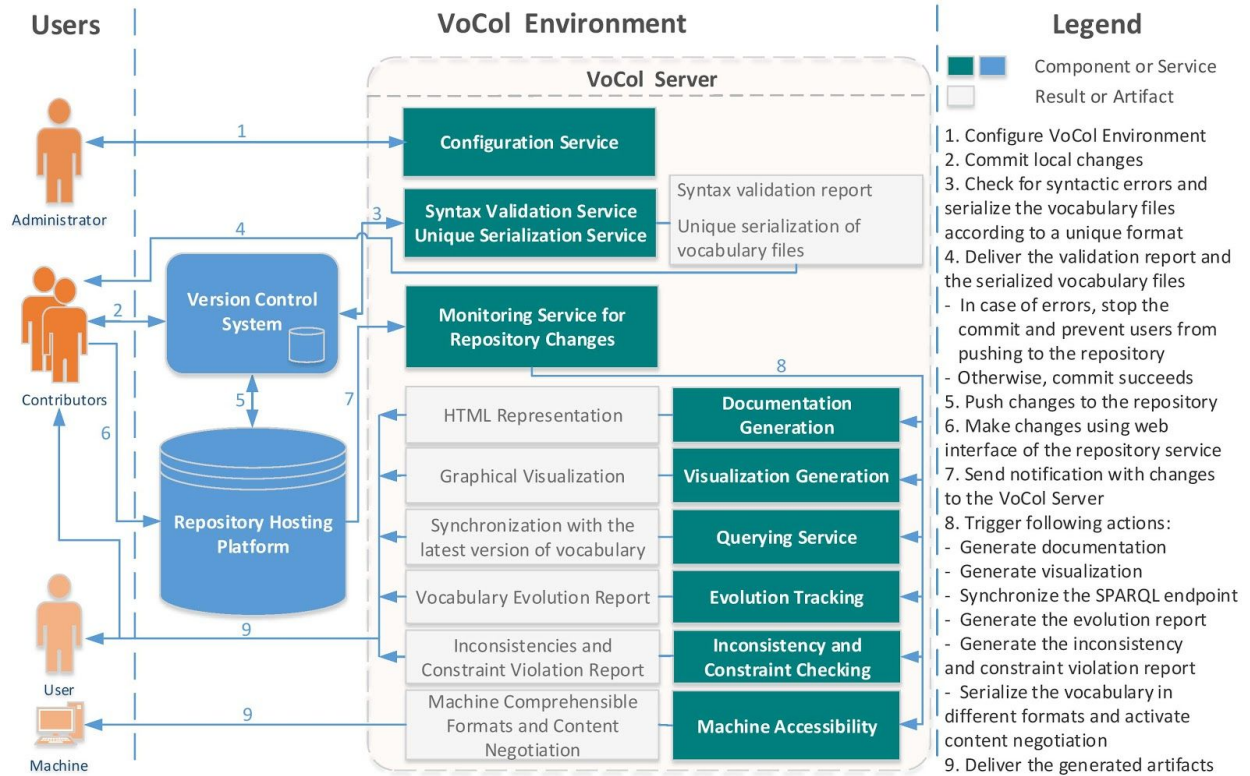 Users
VoCol Environment
Legend
VoCol Server
Component or Service
Result or Artifact
1
Configuration Service
Administrator
3
Syntax Validation Service
Unique Serialization Service
Syntax validation report
Unique serialization of
vocabulary files
4
Version Control
System
2
Monitoring Service for
Repository Changes
Contributors
5
7
8
6
HTML Representation
Documentation
Generation
Graphical Visualization
Visualization Generation
Repository Hosting
Platform
Synchronization with the
latest version of vocabulary
Querying Service
Vocabulary Evolution Report
Evolution Tracking
9
User
Inconsistencies and
Constraint Violation Report
Inconsistency and
Constraint Checking
9
Machine
Machine Comprehensible
Formats and Content
Negotiation
Machine Accessibility
1. Configure VoCol Environment
2. Commit local changes
3. Check for syntactic errors and
serialize the vocabulary files
according to a unique format
4. Deliver the validation report and
the serialized vocabulary files
- In case of errors, stop the
commit and prevent users from
pushing to the repository
- Otherwise, commit succeeds
5. Push changes to the repository
6. Make changes using web
interface of the repository service
7. Send notification with changes
to the VoCol Server
8. Trigger following actions:
- Generate documentation
- Generate visualization
- Synchronize the SPARQL endpoint
- Generate the evolution report
- Generate the inconsistency
and constraint violation report
- Serialize the vocabulary in
different formats and activate
content negotiation
9. Deliver the generated artifacts